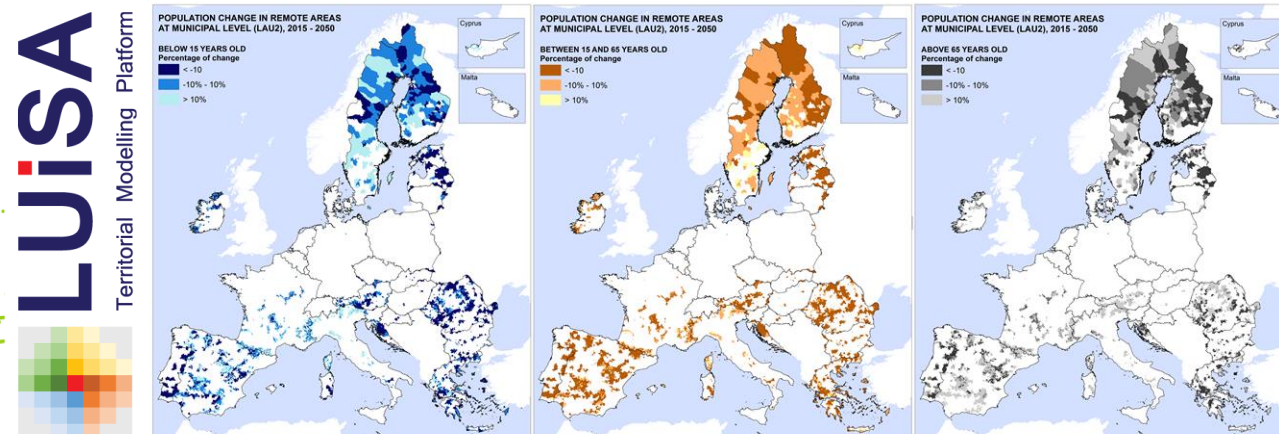 LUiSA
Territorial Modelling Platform
POPULATION CHANGE IN REMOTE AREAS
AT MUNICIPAL LEVEL (LAU2), 2015 - 2050
BELOW 15 YEARS OLD
Percentage of change
< -10
-10% - 10%
> 10%
Cyprus
Malta
POPULATION CHANGE IN REMOTE AREAS
AT MUNICIPAL LEVEL (LAU2), 2015 - 2050
BETWEEN 15 AND 65 YEARS OLD
Percentage of change
< -10
-10% - 10%
> 10%
Cyprus
Malta
POPULATION CHANGE IN REMOTE AREAS
AT MUNICIPAL LEVEL (LAU2), 2015 - 2050
ABOVE 65 YEARS OLD
Percentage of change
< -10
-10% - 10%
> 10%
Cyprus
Malta